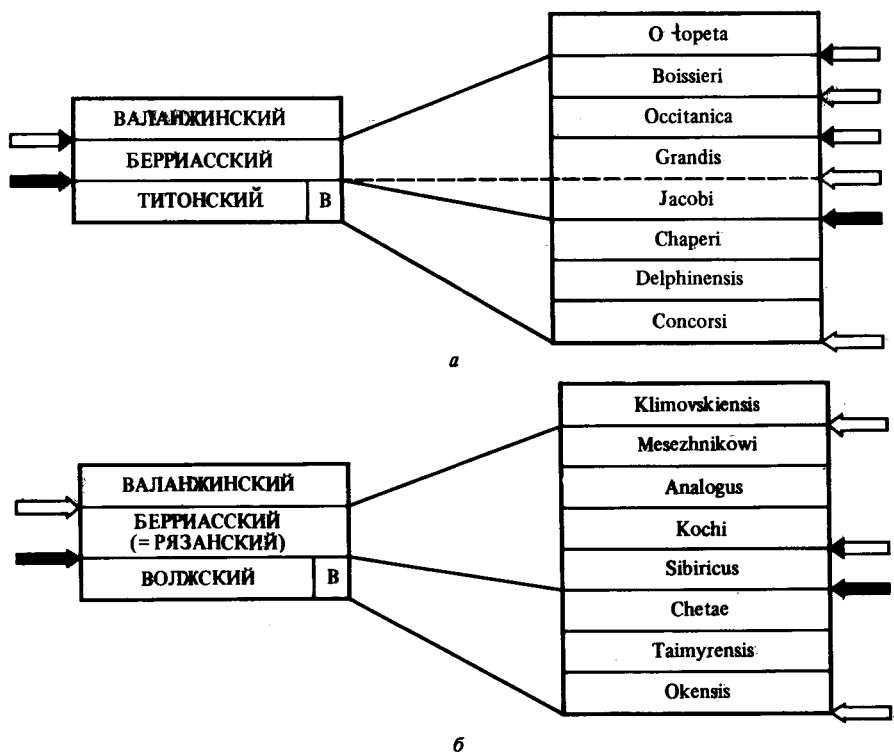 ВАЛАНЖИНСКИЙ
БЕРРИАССКИЙ
ТИТОНСКИЙ В
O topeta
Boissieri
Occitanica
Grandis
Jacobi
Chaperi
Delphinensis
Concorsi
а
ВАЛАНЖИНСКИЙ
БЕРРИАССКИЙ
(= РЯЗАНСКИЙ)
ВОЛЖСКИЙ В
Klimovskiensis
Mesezhnikowi
Analogus
Kochi
Sibiricus
Chetae
Taimyrensis
Okensis
б